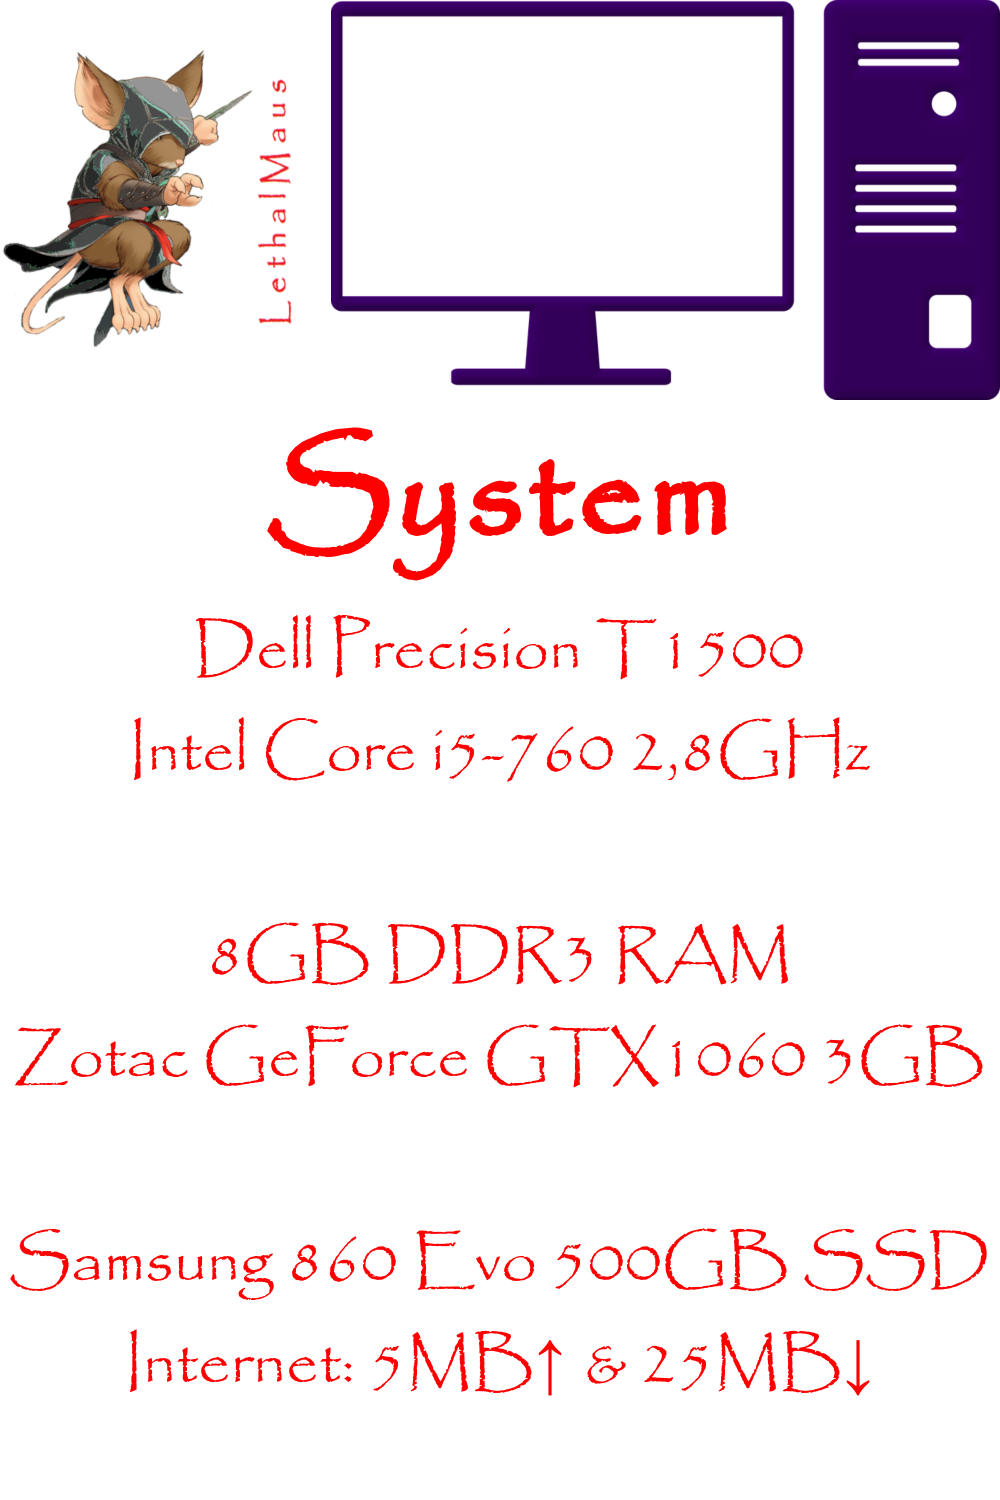 LethalMaus
System
Dell Precision T1500
Intel Core i5-760 2,8GHz
8GB DDR3 RAM
Zotac GeForce GTX1060 3GB
Samsung 860 Evo 500GB SSD
Internet: 5MB↑ & 25MB↓